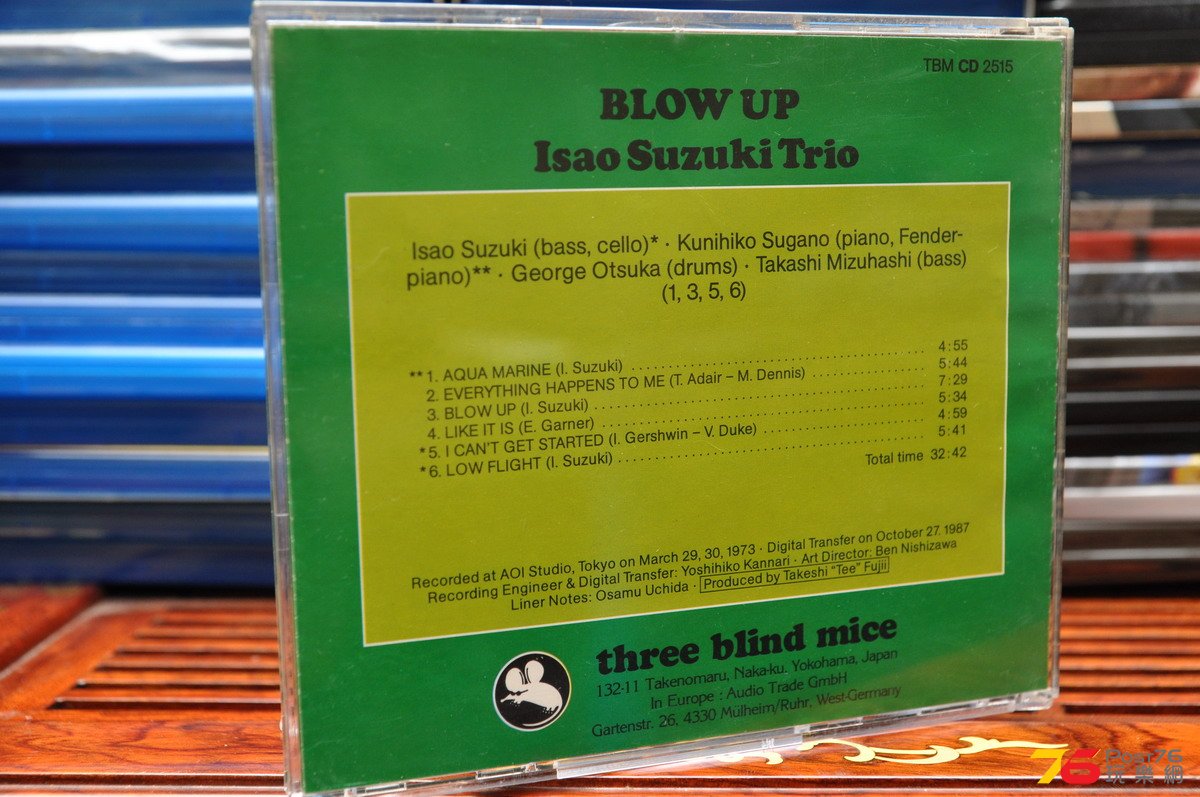 TBM CD 2515
BLOW UP
Isao Suzuki Trio
Isao Suzuki (bass, cello)* · Kunihiko Sugano (piano, Fender-
piano)** · George Otsuka (drums) · Takashi Mizuhashi (bass)
(1, 3, 5, 6)
**1. AQUA MARINE (I. Suzuki) 4:55
2. EVERYTHING HAPPENS TO ME (T. Adair – M. Dennis) 5:44
3. BLOW UP (I. Suzuki) 7:29
4. LIKE IT IS (E. Garner) 5:34
*5. I CAN'T GET STARTED (I. Gershwin – V. Duke) 4:59
*6. LOW FLIGHT (I. Suzuki) 5:41
Total time 32:42
Recorded at AOI Studio, Tokyo on March 29, 30, 1973 · Digital Transfer on October 27. 1987
Recording Engineer & Digital Transfer: Yoshihiko Kannari · Art Director: Ben Nishizawa
Liner Notes: Osamu Uchida · Produced by Takeshi "Tee" Fujii
three blind mice
132-11 Takenomaru, Naka-ku. Yokohama, Japan
In Europe : Audio Trade GmbH
Gartenstr. 26, 4330 Mülheim/Ruhr, West-Germany
76 Post76
玩樂網